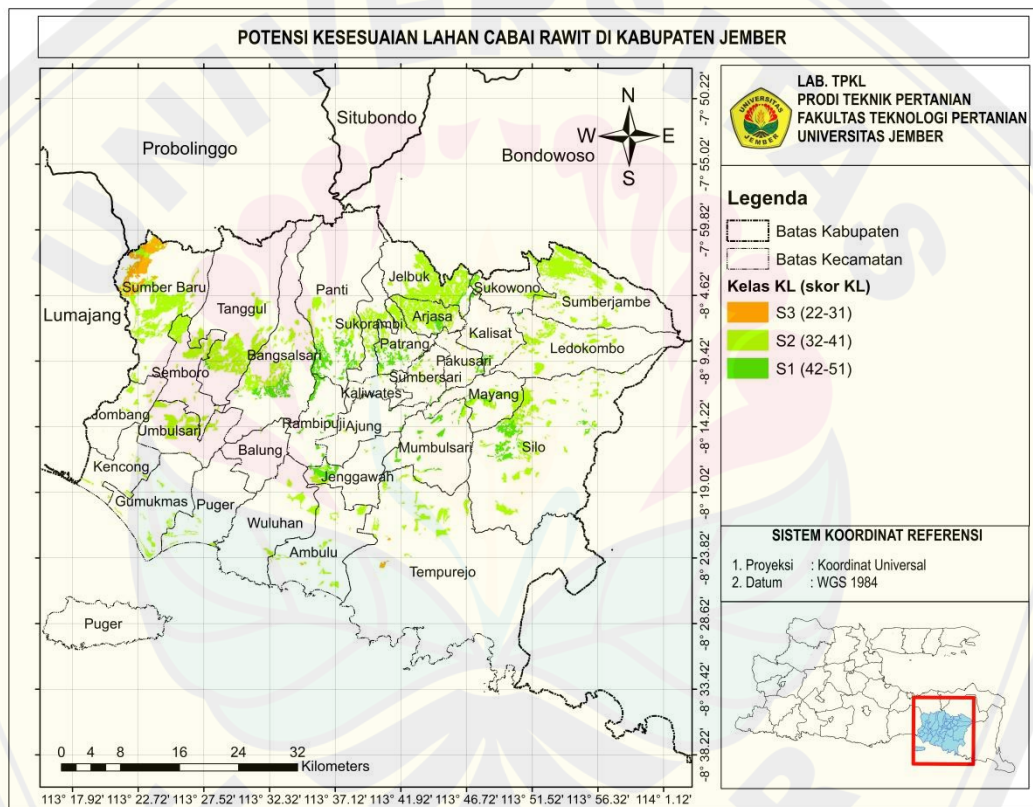 POTENSI KESESUAIAN LAHAN CABAI RAWIT DI KABUPATEN JEMBER
LAB. TPKL
PRODI TEKNIK PERTANIAN
FAKULTAS TEKNOLOGI PERTANIAN
UNIVERSITAS JEMBER
UNIVERSITAS
JEMBER
N
W E
S
Probolinggo
Situbondo
Bondowoso
Lumajang
Sumber Baru
Tanggul
Panti
Jelbuk
Sukowono
Sumberjambe
Arjasa
Sukorambi
Patrang
Kalisat
Ledokombo
Bangsalsari
Pakusari
Semboro
Sumbersari
Kaliwates
Mayang
Jombang
Umbulsari
Rambipuji
Ajung
Mumbulsari
Silo
Balung
Kencong
Jenggawah
Gumukmas
Puger
Wuluhan
Ambulu
Tempurejo
Puger
0 4 8 16 24 32
Kilometers
113 °17.92' 113 °22.72' 113 °27.52' 113 °32.32' 113 °37.12' 113 °41.92' 113 °46.72' 113 °51.52' 113 °56.32' 114 °1.12'
-7° 50.22'
-7° 55.02'
-7° 59.82'
-8° 4.62'
-8° 9.42'
-8° 14.22'
-8° 19.02'
-8° 23.82'
-8° 28.62'
-8° 33.42'
-8° 38.22'
Legenda
Batas Kabupaten
Batas Kecamatan
Kelas KL (skor KL)
S3 (22-31)
S2 (32-41)
S1 (42-51)
SISTEM KOORDINAT REFERENSI
1. Proyeksi : Koordinat Universal
2. Datum : WGS 1984
UNIVERSITAS